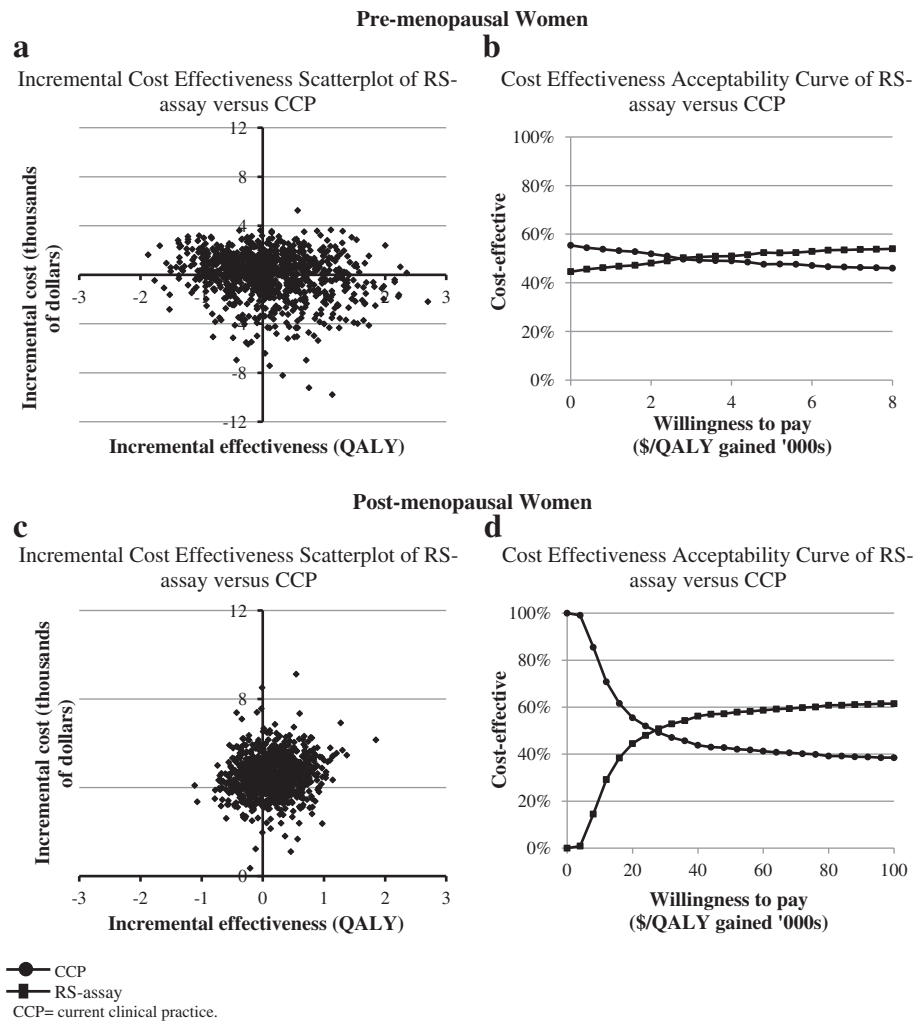 Pre-menopausal Women
a
Incremental Cost Effectiveness Scatterplot of RS-
assay versus CCP
12
8
4
-3
-2
2
3
-4
-8
-12
Incremental cost (thousands
of dollars)
Incremental effectiveness (QALY)
b
Cost Effectiveness Acceptability Curve of RS-
assay versus CCP
100%
80%
60%
40%
20%
0%
Cost-effective
0
2
4
6
8
Willingness to pay
($/QALY gained '000s)
Post-menopausal Women
c
Incremental Cost Effectiveness Scatterplot of RS-
assay versus CCP
12
8
0
-3
-2
-1
0
1
2
3
Incremental cost (thousands
of dollars)
Incremental effectiveness (QALY)
d
Cost Effectiveness Acceptability Curve of RS-
assay versus CCP
100%
80%
60%
40%
20%
0%
Cost-effective
0
20
40
60
80
100
Willingness to pay
($/QALY gained '000s)
CCP
RS-assay
CCP= current clinical practice.